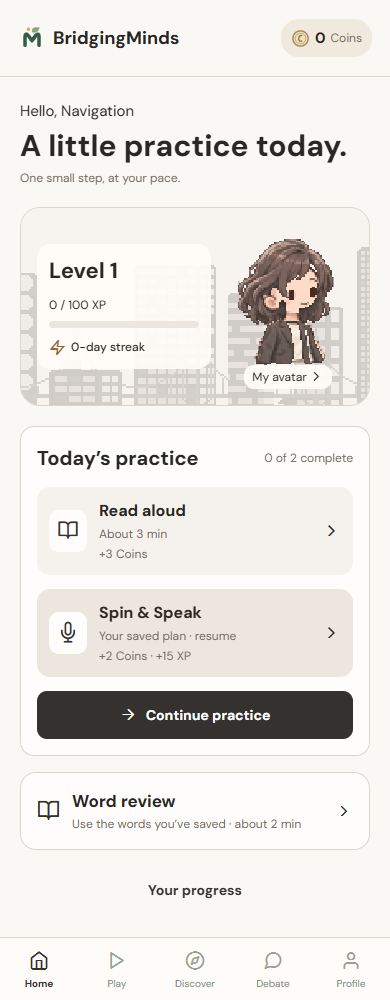 BridgingMinds
0 Coins
Hello, Navigation
A little practice today.
One small step, at your pace.
Level 1
0 / 100 XP
0-day streak
My avatar
Today’s practice
0 of 2 complete
Read aloud
About 3 min
+3 Coins
Spin & Speak
Your saved plan · resume
+2 Coins · +15 XP
Continue practice
Word review
Use the words you’ve saved · about 2 min
Your progress
Home
Play
Discover
Debate
Profile